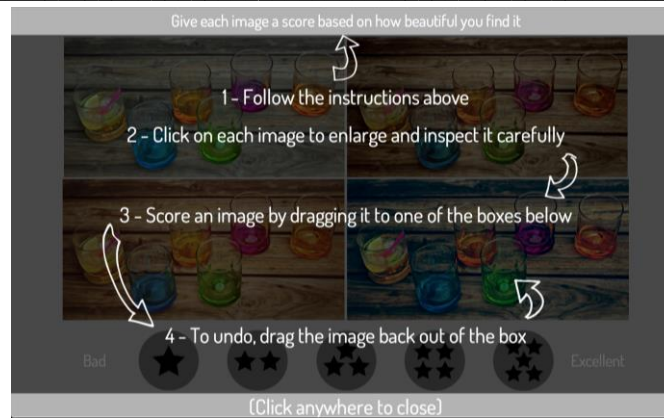 Give each image a score based on how beautiful you find it
1 - Follow the instructions above
2 - Click on each image to enlarge and inspect it carefully
3 - Score an image by dragging it to one of the boxes below
4 - To undo, drag the image back out of the box
Bad
Excellent
(Click anywhere to close)